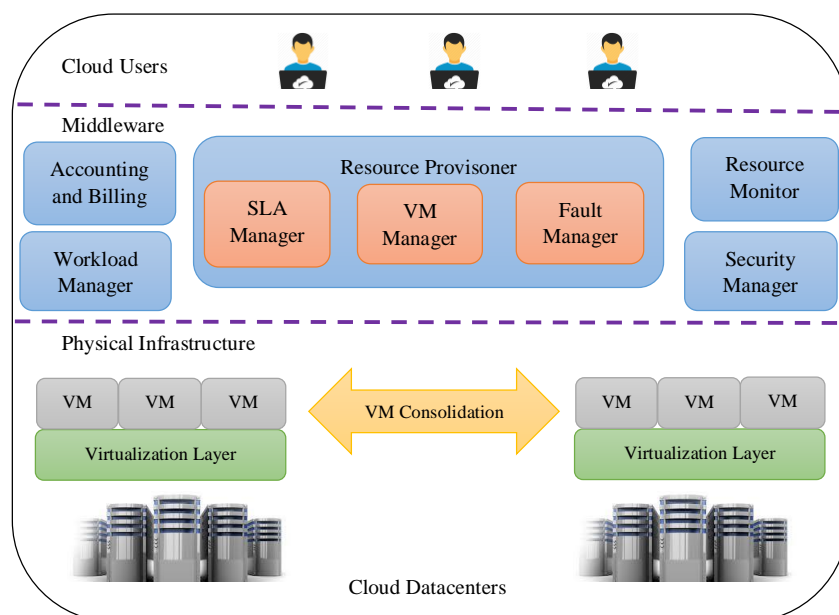 Cloud Users
Middleware
Accounting
and Billing
Workload
Manager
Resource Provisoner
SLA
Manager
VM
Manager
Fault
Manager
Resource
Monitor
Security
Manager
Physical Infrastructure
VM
VM
VM
Virtualization Layer
VM Consolidation
VM
VM
VM
Virtualization Layer
Cloud Datacenters